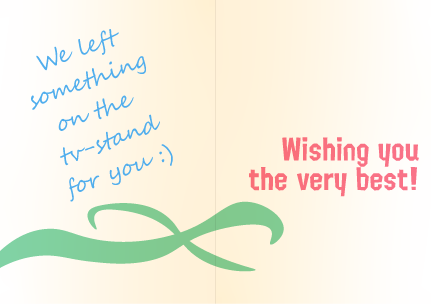 We left
something
on the
tv-stand
for you :)
Wishing you
the very best!